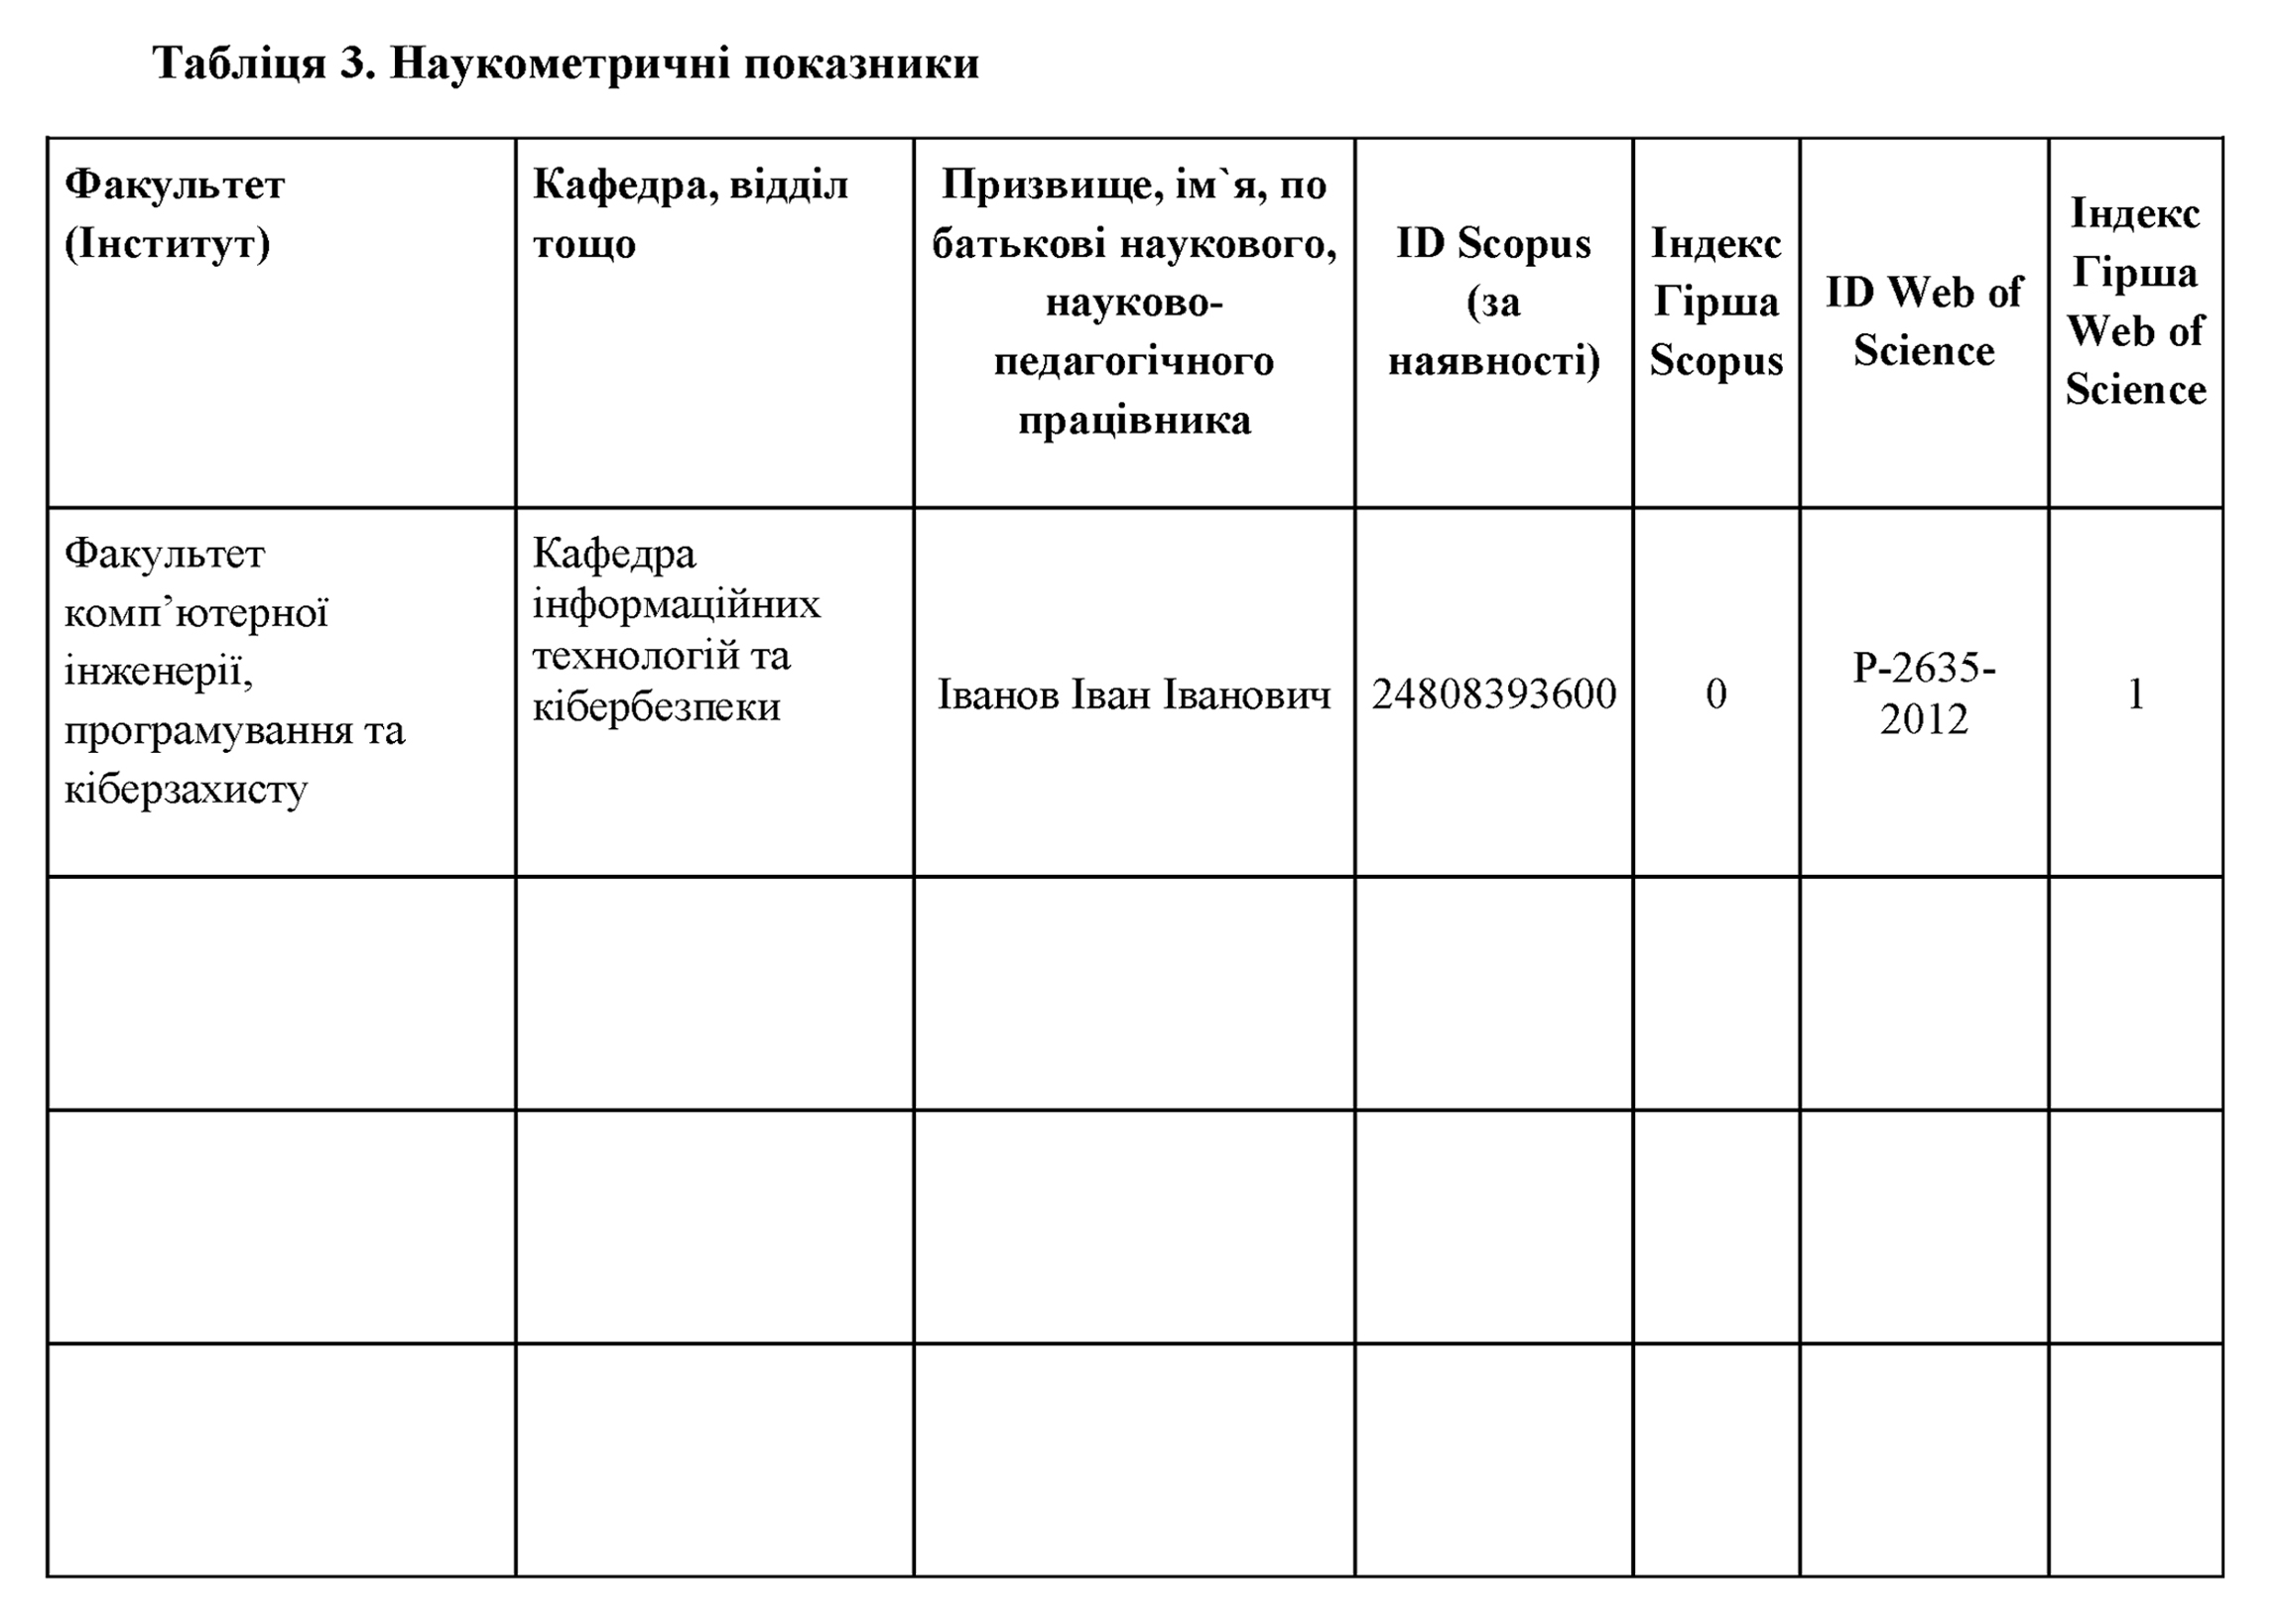 Табліця 3. Наукометричні показники
Факультет
(Інститут)
Кафедра, відділ
тощо
Призвище, ім`я, по
батькові наукового,
науково-
педагогічного
працівника
ID Scopus
(за
наявності)
Індекс
Гірша
Scopus
ID Web of
Science
Індекс
Гірша
Web of
Science
Факультет
комп’ютерної
інженерії,
програмування та
кіберзахисту
Кафедра
інформаційних
технологій та
кібербезпеки
Іванов Іван Іванович
24808393600
0
P-2635-
2012
1